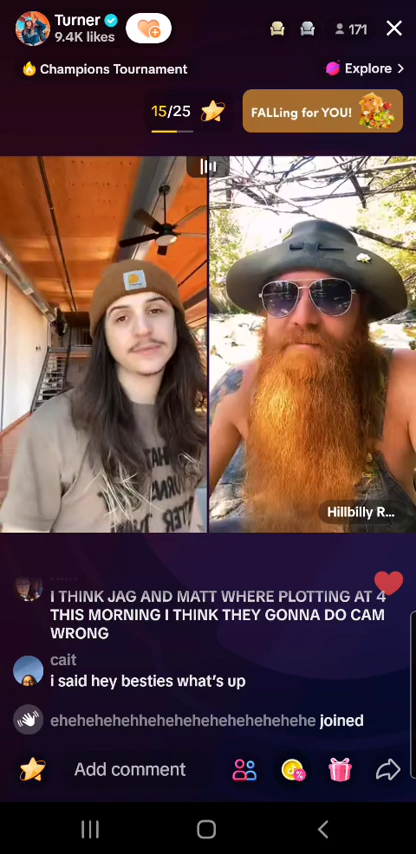 Turner
9.4K likes
171
Champions Tournament
Explore >
15/25
FALLing for YOU!
Hillbilly R...
I THINK JAG AND MATT WHERE PLOTTING AT 4
THIS MORNING I THINK THEY GONNA DO CAM
WRONG
cait
i said hey besties what's up
ehehehehehhehehehehehehehehehe joined
Add comment